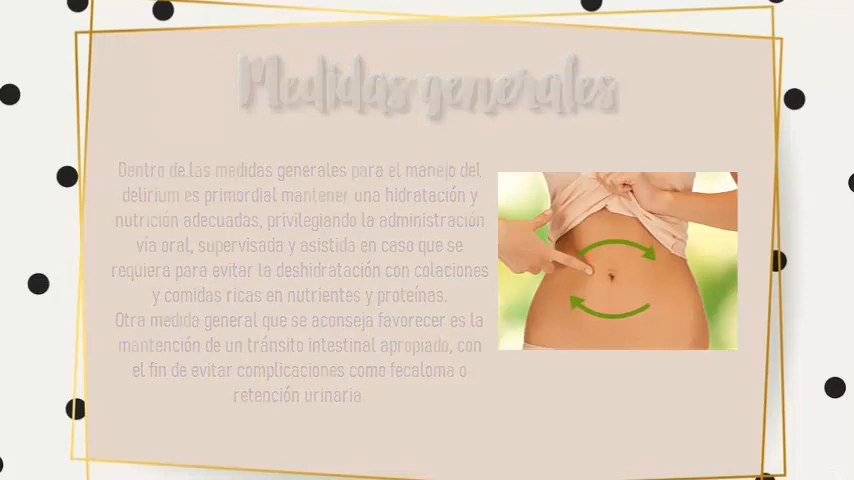 Medidas generales
Dentro de las medidas generales para el manejo del
delirium es primordial mantener una hidratación y
nutrición adecuadas, privilegiando la administración
vía oral, supervisada y asistida en caso que se
requiera para evitar la deshidratación con colaciones
y comidas ricas en nutrientes y proteínas.
Otra medida general que se aconseja favorecer es la
mantención de un tránsito intestinal apropiado, con
el fin de evitar complicaciones como fecaloma o
retención urinaria.